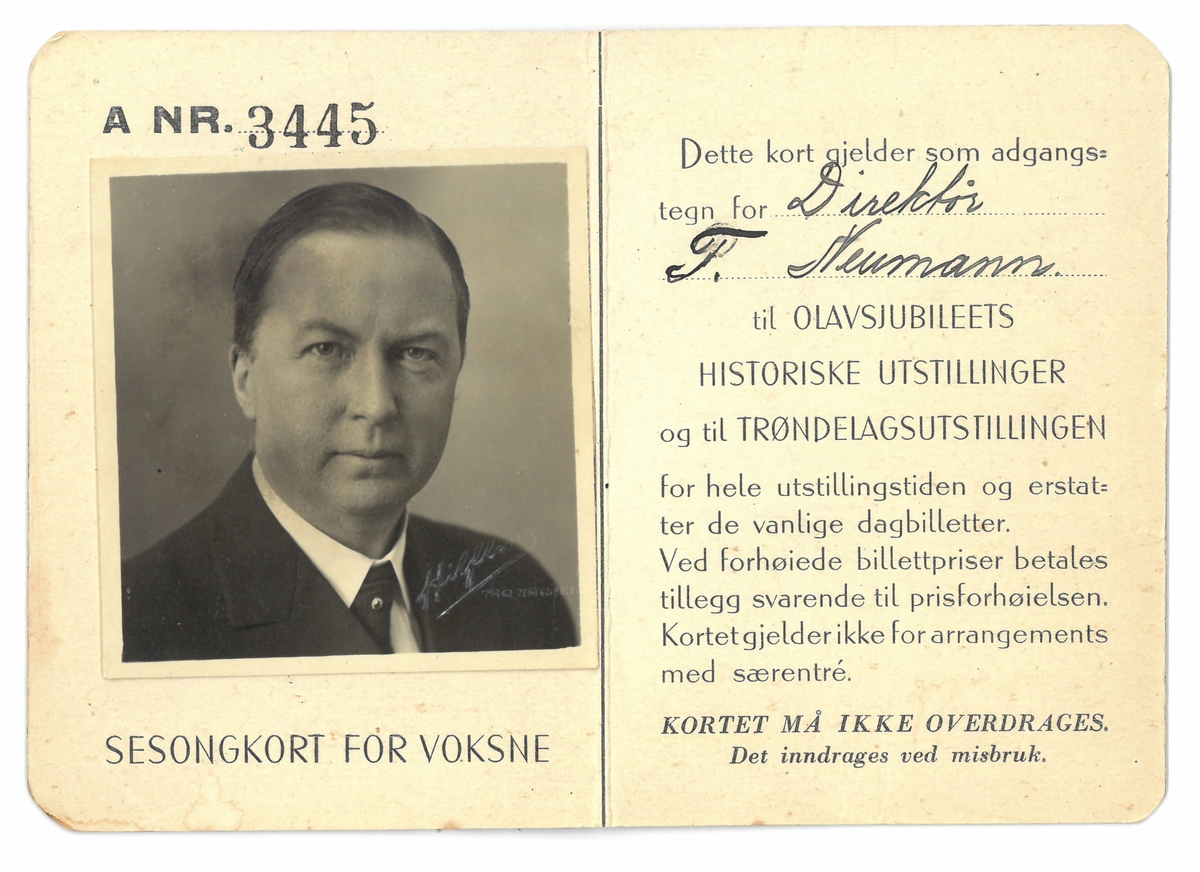 A NR. 3445
SESONGKORT FOR VOKSNE
Dette kort gjelder som adgangs=
tegn for Direktør
F. Neumann.
til OLAVSJUBILEETS
HISTORISKE UTSTILLINGER
og til TRØNDELAGSUTSTILLINGEN
for hele utstillingstiden og erstat=
ter de vanlige dagbilletter.
Ved forhøiede billettpriser betales
tillegg svarende til prisforhøielsen.
Kortet gjelder ikke for arrangements
med særentré.
KORTET MÅ IKKE OVERDRAGES.
Det inndrages ved misbruk.